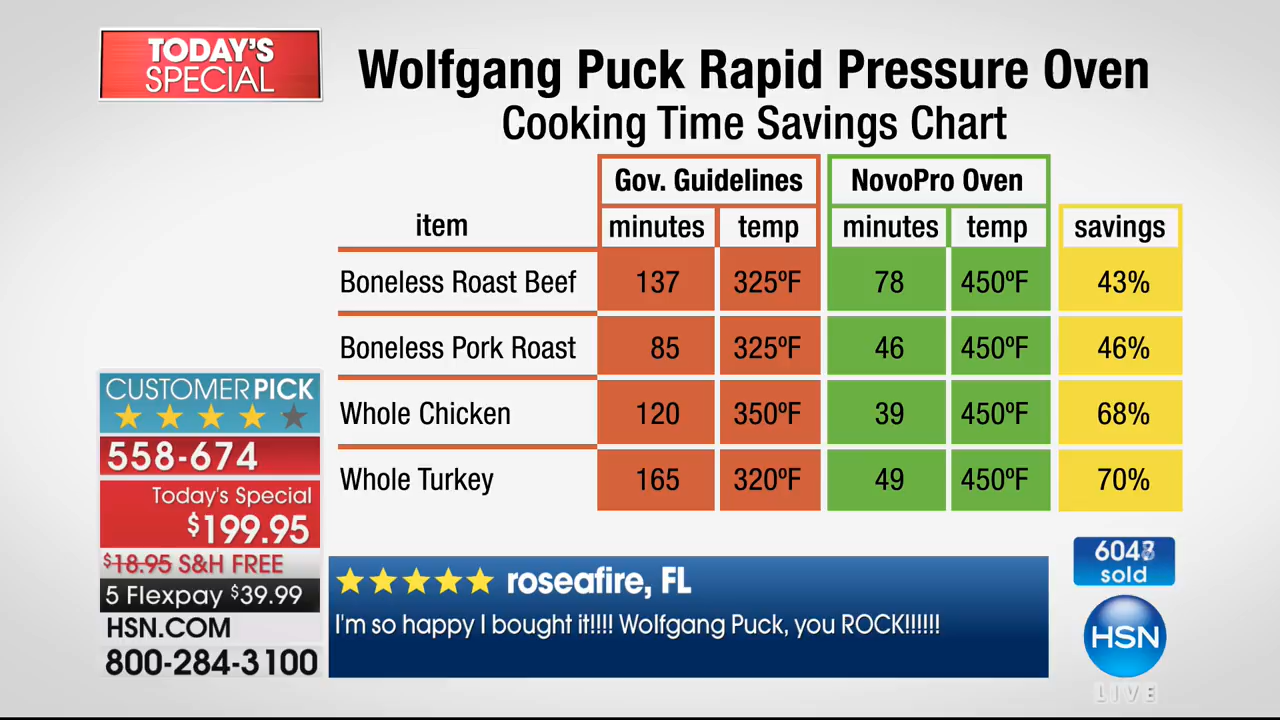 TODAY'S
SPECIAL
Wolfgang Puck Rapid Pressure Oven
Cooking Time Savings Chart
Gov. Guidelines NovoPro Oven
item minutes temp minutes temp savings
Boneless Roast Beef 137 325ºF 78 450ºF 43%
Boneless Pork Roast 85 325ºF 46 450ºF 46%
Whole Chicken 120 350ºF 39 450ºF 68%
Whole Turkey 165 320ºF 49 450ºF 70%
CUSTOMER PICK
558-674
Today's Special
$199.95
$18.95 S&H FREE
5 Flexpay $39.99
HSN.COM
800-284-3100
roseafire, FL
I'm so happy I bought it!!!! Wolfgang Puck, you ROCK!!!!!!
sold
HSN
LIVE